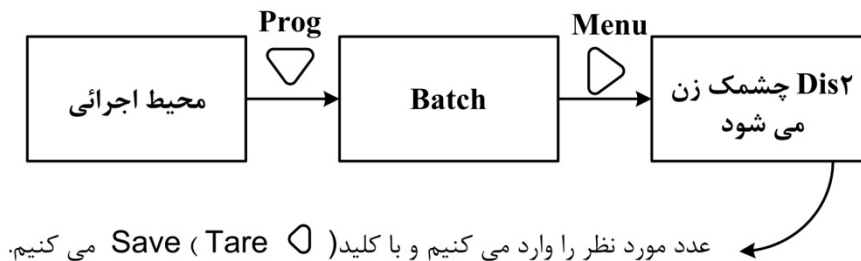 Prog
Menu
محیط اجرائی
Batch
Dis۲ چشمک زن
می شود
عدد مورد نظر را وارد می کنیم و با کلید( Save ( Tare می کنیم.